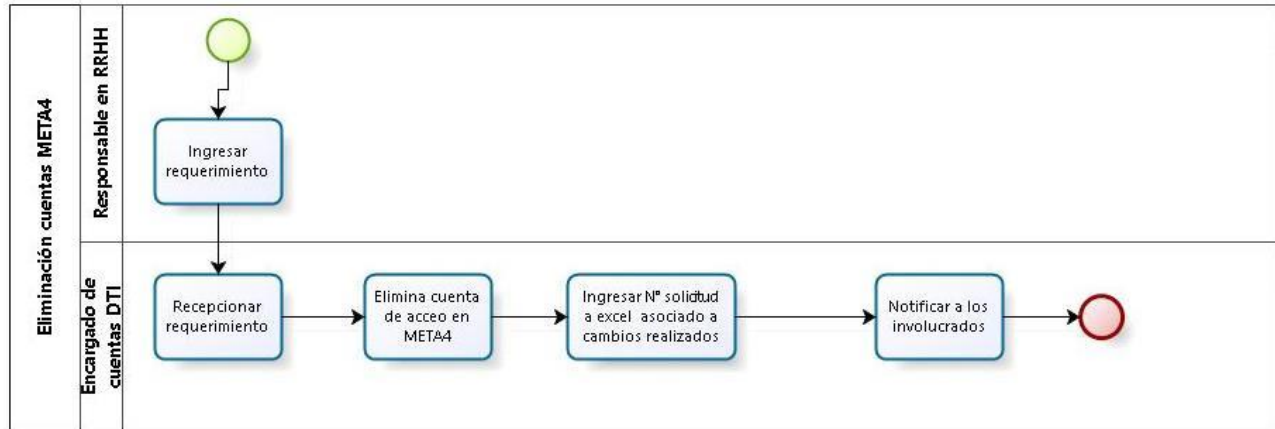 Eliminación cuentas META4
Responsable en RRHH
Ingresar
requerimiento
Encargado de
cuentas DTI
Recepcionar
requerimiento
Elimina cuenta
de acceo en
META4
Ingresar N° solicitud
a excel asociado a
cambios realizados
Notificar a los
involucrados